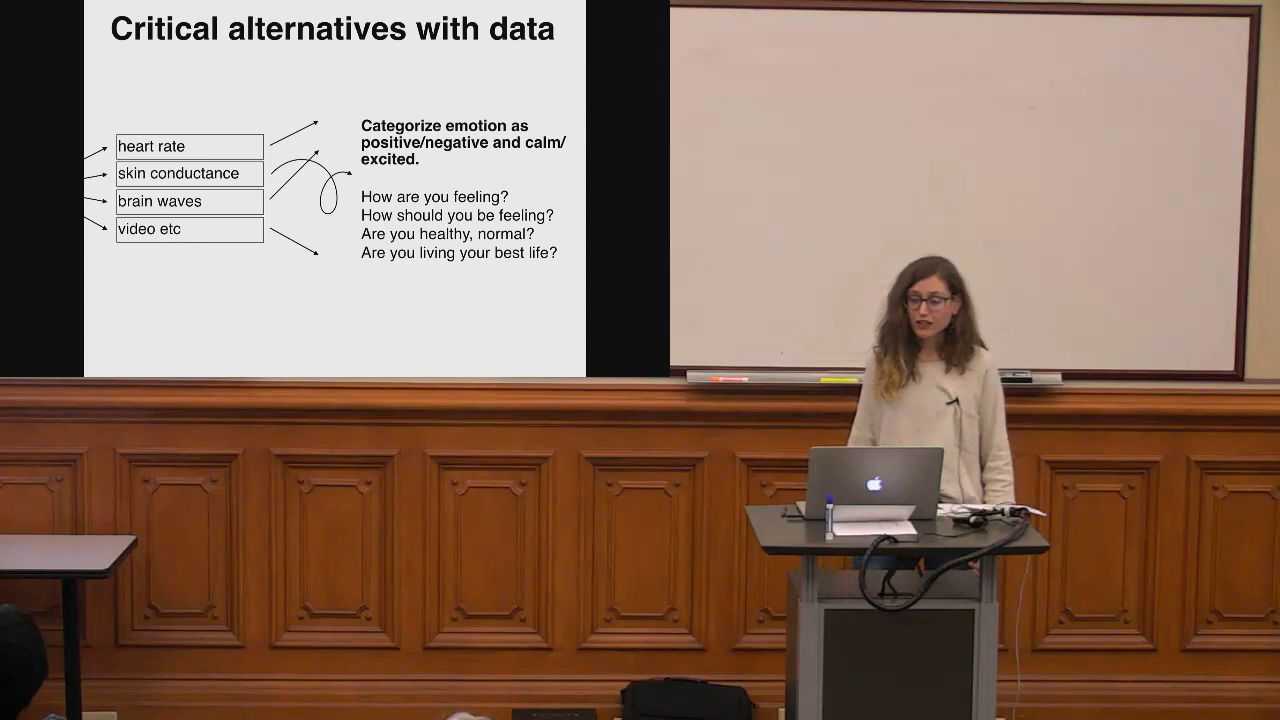 Critical alternatives with data
heart rate
skin conductance
brain waves
video etc
Categorize emotion as
positive/negative and calm/
excited.
How are you feeling?
How should you be feeling?
Are you healthy, normal?
Are you living your best life?